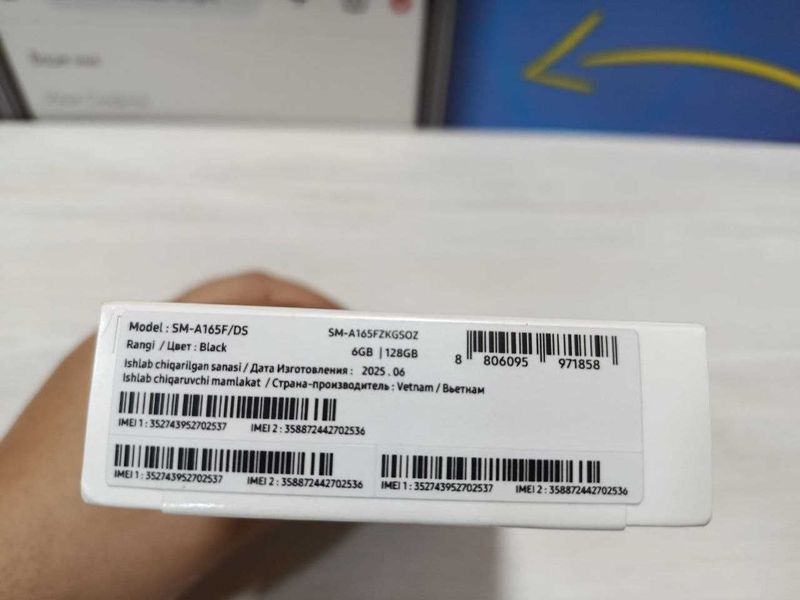 Model : SM-A165F/DS
SM-A165FZKGSOZ
Rangi / Цвет : Black
6GB | 128GB
8 806095 971858
Ishlab chiqarilgan sanasi / Дата Изготовления : 2025 . 06
Ishlab chiqaruvchi mamlakat / Страна-производитель : Vetnam / Вьетнам
IMEI 1 : 352743952702537 IMEI 2 : 358872442702536
IMEI 1 : 352743952702537 IMEI 2 : 358872442702536
IMEI 1 : 352743952702537 IMEI 2 : 358872442702536